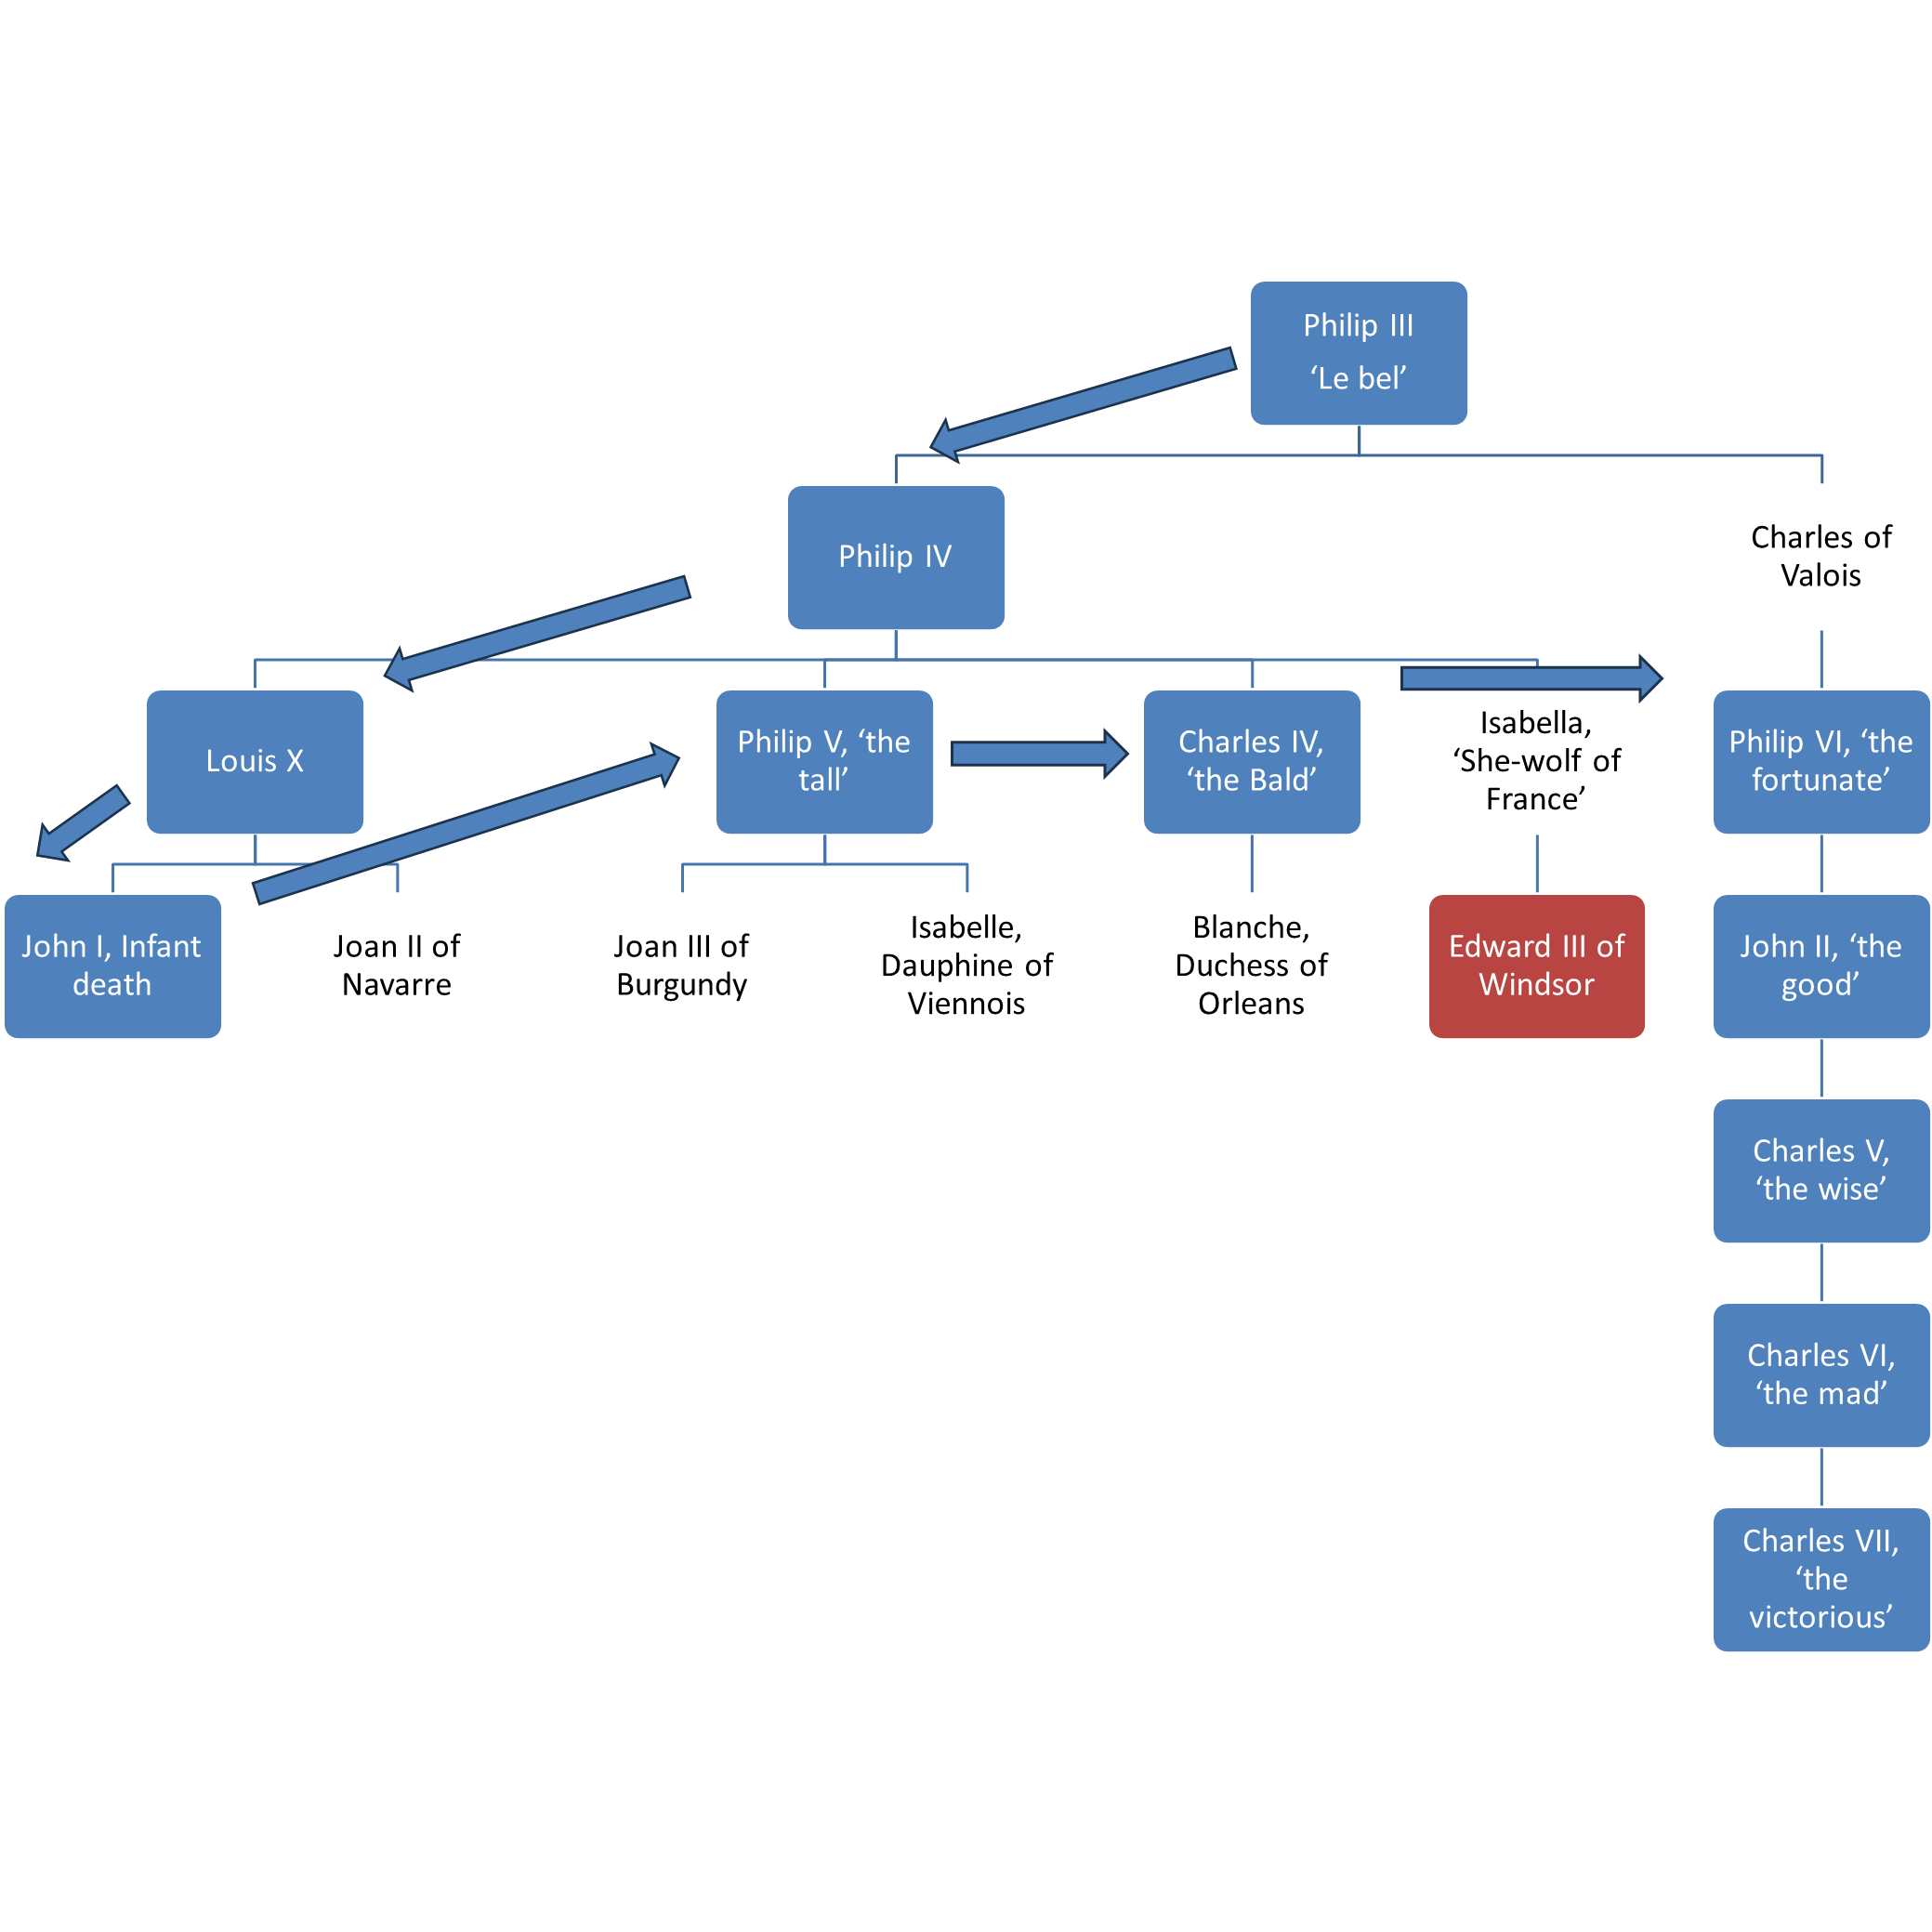 Philip III
‘Le bel’
Philip IV
Charles of
Valois
Louis X
Philip V, ‘the
tall’
Charles IV,
‘the Bald’
Isabella,
‘She-wolf of
France’
Philip VI, ‘the
fortunate’
John I, Infant
death
Joan II of
Navarre
Joan III of
Burgundy
Isabelle,
Dauphine of
Viennois
Blanche,
Duchess of
Orleans
Edward III of
Windsor
John II, ‘the
good’
Charles V,
‘the wise’
Charles VI,
‘the mad’
Charles VII,
‘the
victorious’